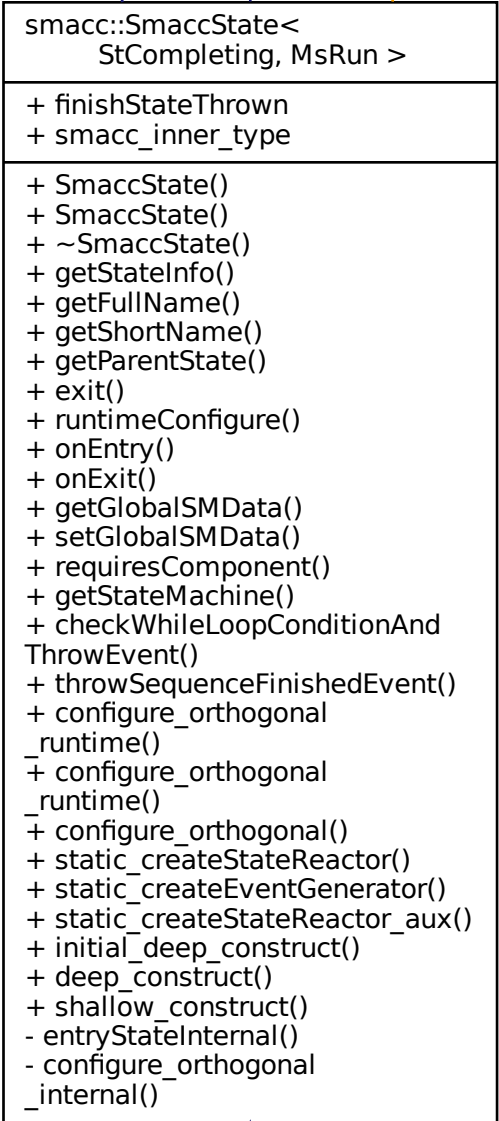 smacc::SmaccState<
StCompleting, MsRun >
+ finishStateThrown
+ smacc_inner_type
+ SmaccState()
+ SmaccState()
+ ~SmaccState()
+ getStateInfo()
+ getFullName()
+ getShortName()
+ getParentState()
+ exit()
+ runtimeConfigure()
+ onEntry()
+ onExit()
+ getGlobalSMData()
+ setGlobalSMData()
+ requiresComponent()
+ getStateMachine()
+ checkWhileLoopConditionAnd
ThrowEvent()
+ throwSequenceFinishedEvent()
+ configure_orthogonal
_runtime()
+ configure_orthogonal
_runtime()
+ configure_orthogonal()
+ static_createStateReactor()
+ static_createEventGenerator()
+ static_createStateReactor_aux()
+ initial_deep_construct()
+ deep_construct()
+ shallow_construct()
- entryStateInternal()
- configure_orthogonal
_internal()